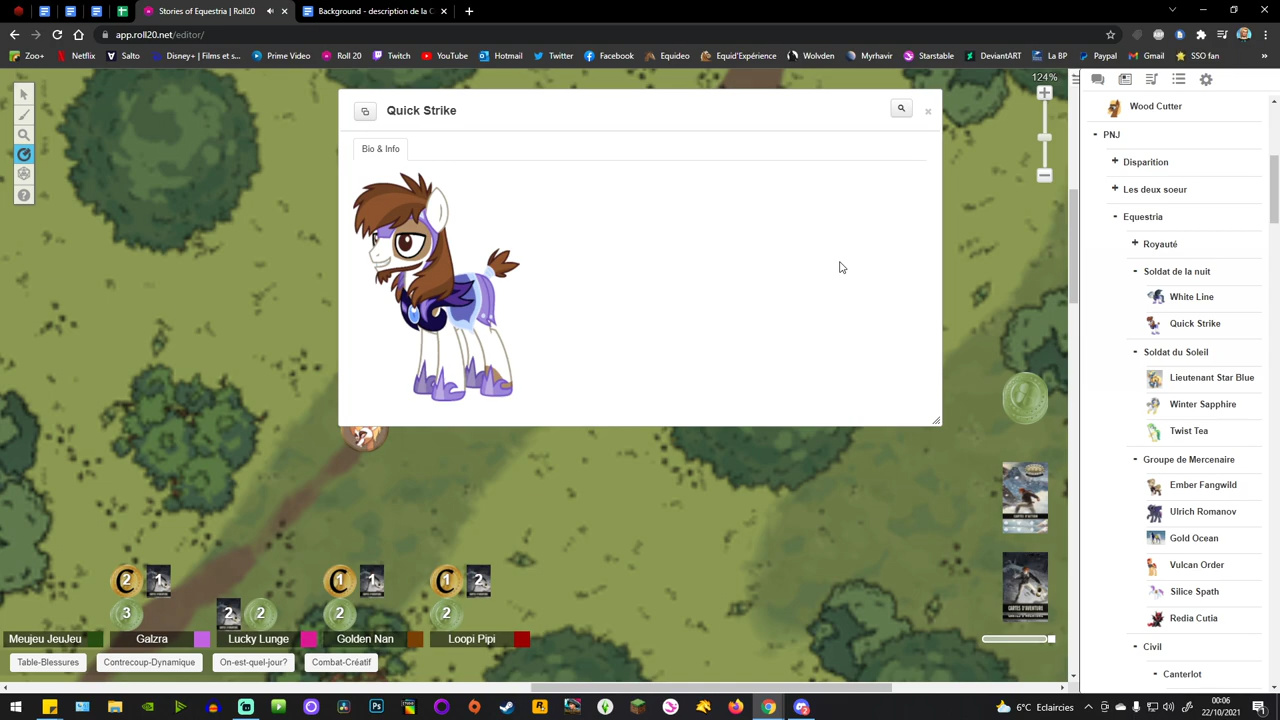 Strikes of Equestria | Roll20
Background - descriptie de la C
app.roll20.net/editor/
Zoo+ Netflix Salto Disney+ | Films et s... Prime Video Roll 20 Twitch YouTube Hotmail Twitter Facebook Equideo Equid'Expérience Wolvden Myrhavir Starstable DeviantART La BP Paypal Gmail SSO fan
124%
Quick Strike
Bio & Info
Wood Cutter
PNJ
Disparition
Les deux soeur
Equestria
Royauté
Soldat de la nuit
White Line
Quick Strike
Soldat du Soleil
Lieutenant Star Blue
Winter Sapphire
Twist Tea
Groupe de Mercenaire
Ember Fangwild
Ulrich Romanov
Gold Ocean
Vulcan Order
Silice Spath
Redia Cutia
Civil
Canterlot
2 1 1 1 1 2
3 2 2 2 2
Meujeu JeuJeu Galzra Lucky Lunge Golden Nan Loopi Pipi
Table-Blessures Contrecoup-Dynamique On-est-quel-jour? Combat-Créatif
CARTES D'AVENTURE
6°C Eclaircies
00:06
22/10/2021